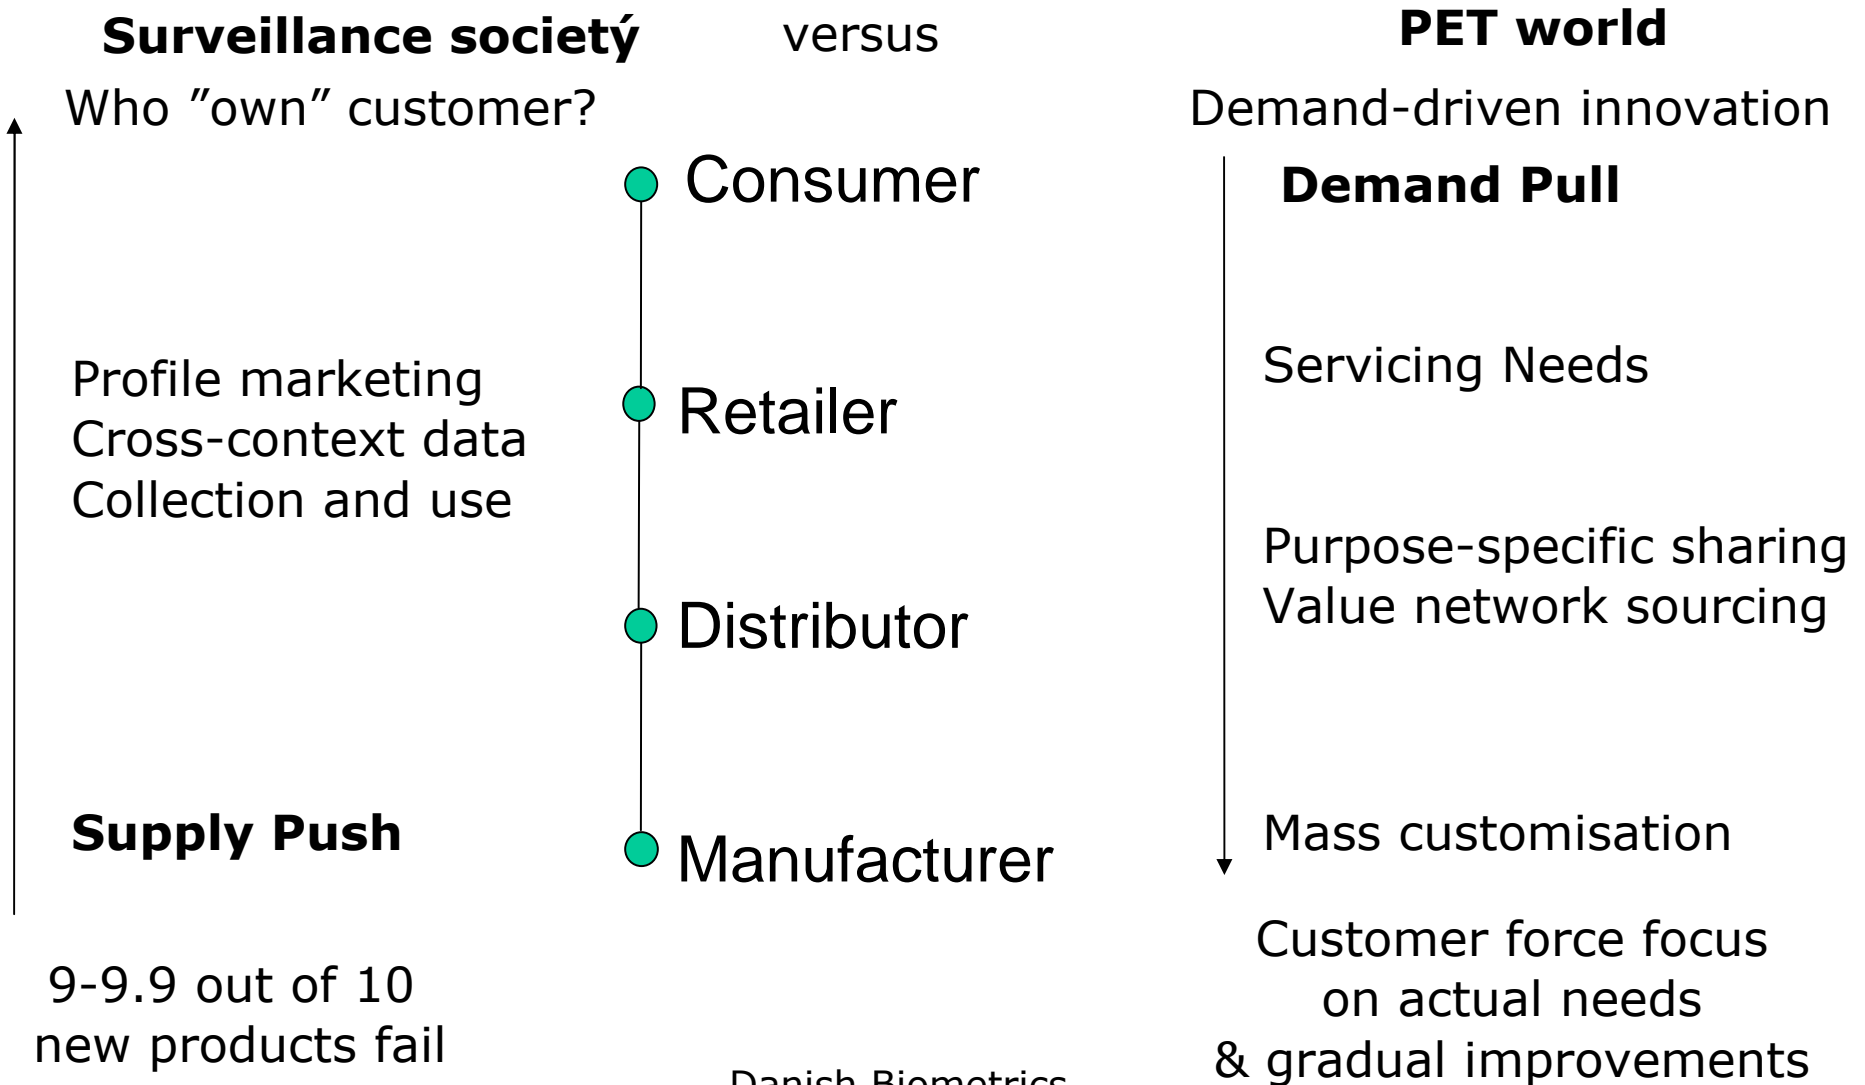 Surveillance societý
versus
PET world
Who ”own” customer?
Demand-driven innovation
Consumer
Demand Pull
Profile marketing
Cross-context data
Collection and use
Retailer
Servicing Needs
Distributor
Purpose-specific sharing
Value network sourcing
Supply Push
Manufacturer
Mass customisation
9-9.9 out of 10
new products fail
Customer force focus
on actual needs
& gradual improvements
Danish Biometrics